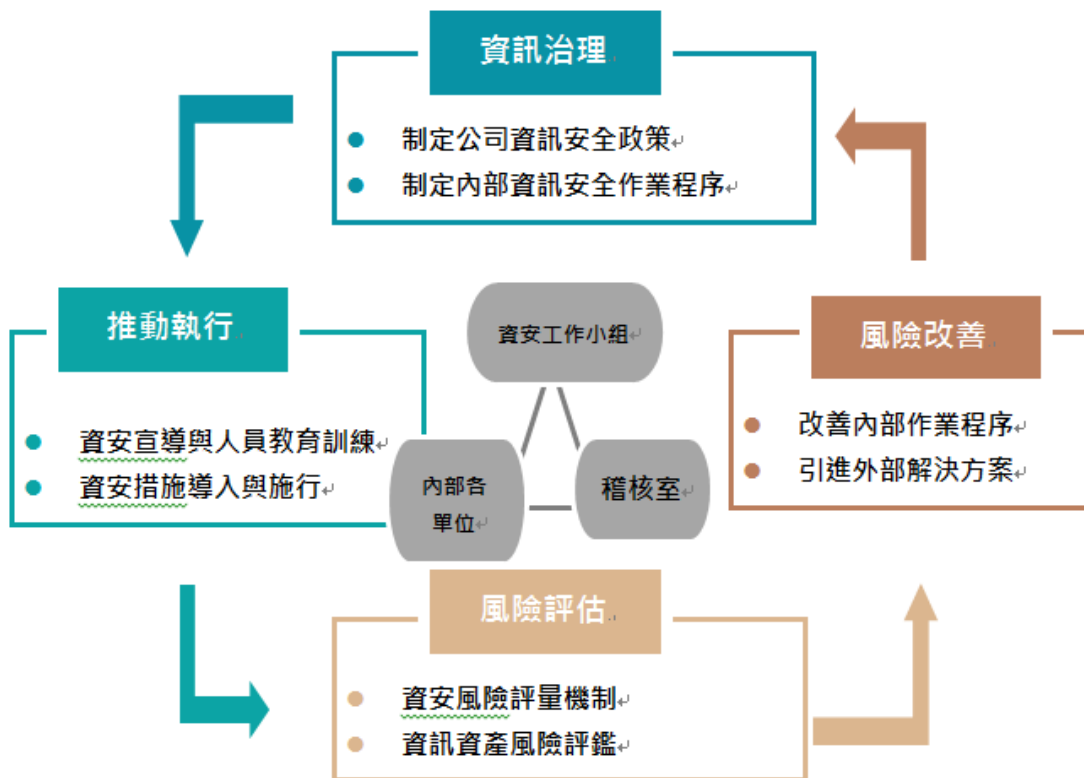 資訊治理
制定公司資訊安全政策
制定內部資訊安全作業程序
推動執行
資安宣導與人員教育訓練
資安措施導入與施行
資安工作小組
內部各
單位
稽核室
風險改善
改善內部作業程序
引進外部解決方案
風險評估
資安風險評量機制
資訊資產風險評鑑